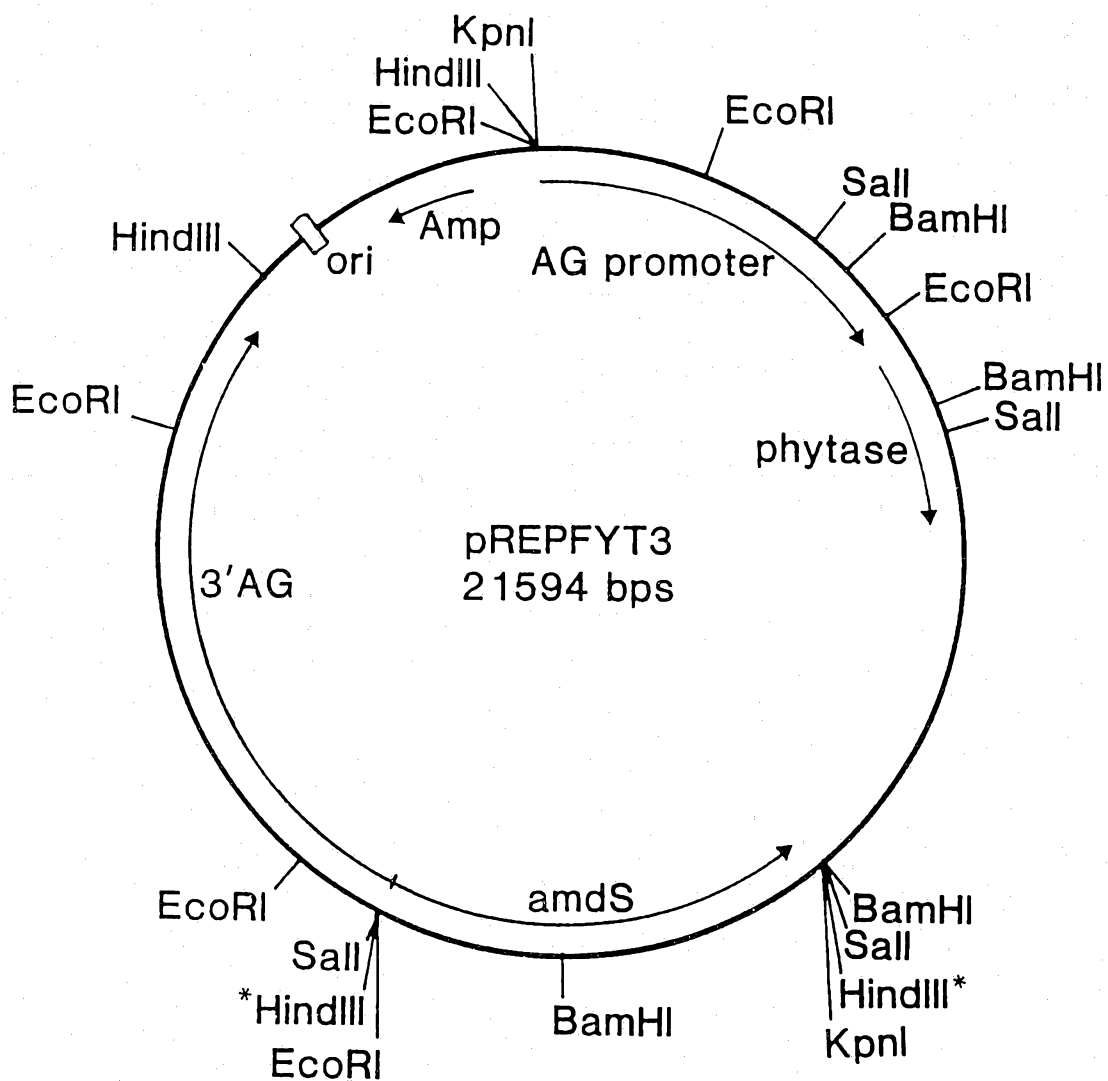 KpnI
HindIII
EcoRI
EcoRI
SalI
BamHI
HindIII
ori
Amp
AG promoter
EcoRI
EcoRI
BamHI
SalI
phytase
pREPFYT3
21594 bps
3'AG
EcoRI
amdS
BamHI
SalI
SalI
*HindIII
HindIII*
BamHI
KpnI
EcoRI